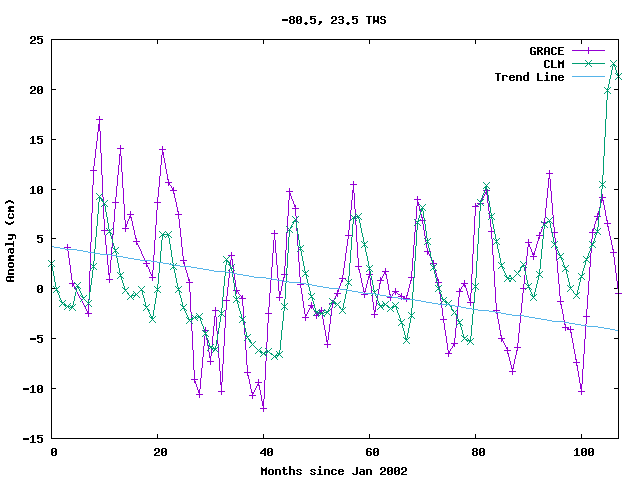 -80.5, 23.5 TWS
GRACE
CLM
Trend Line
25
20
15
10
5
0
-5
-10
-15
Anomaly (cm)
0 20 40 60 80 100
Months since Jan 2002